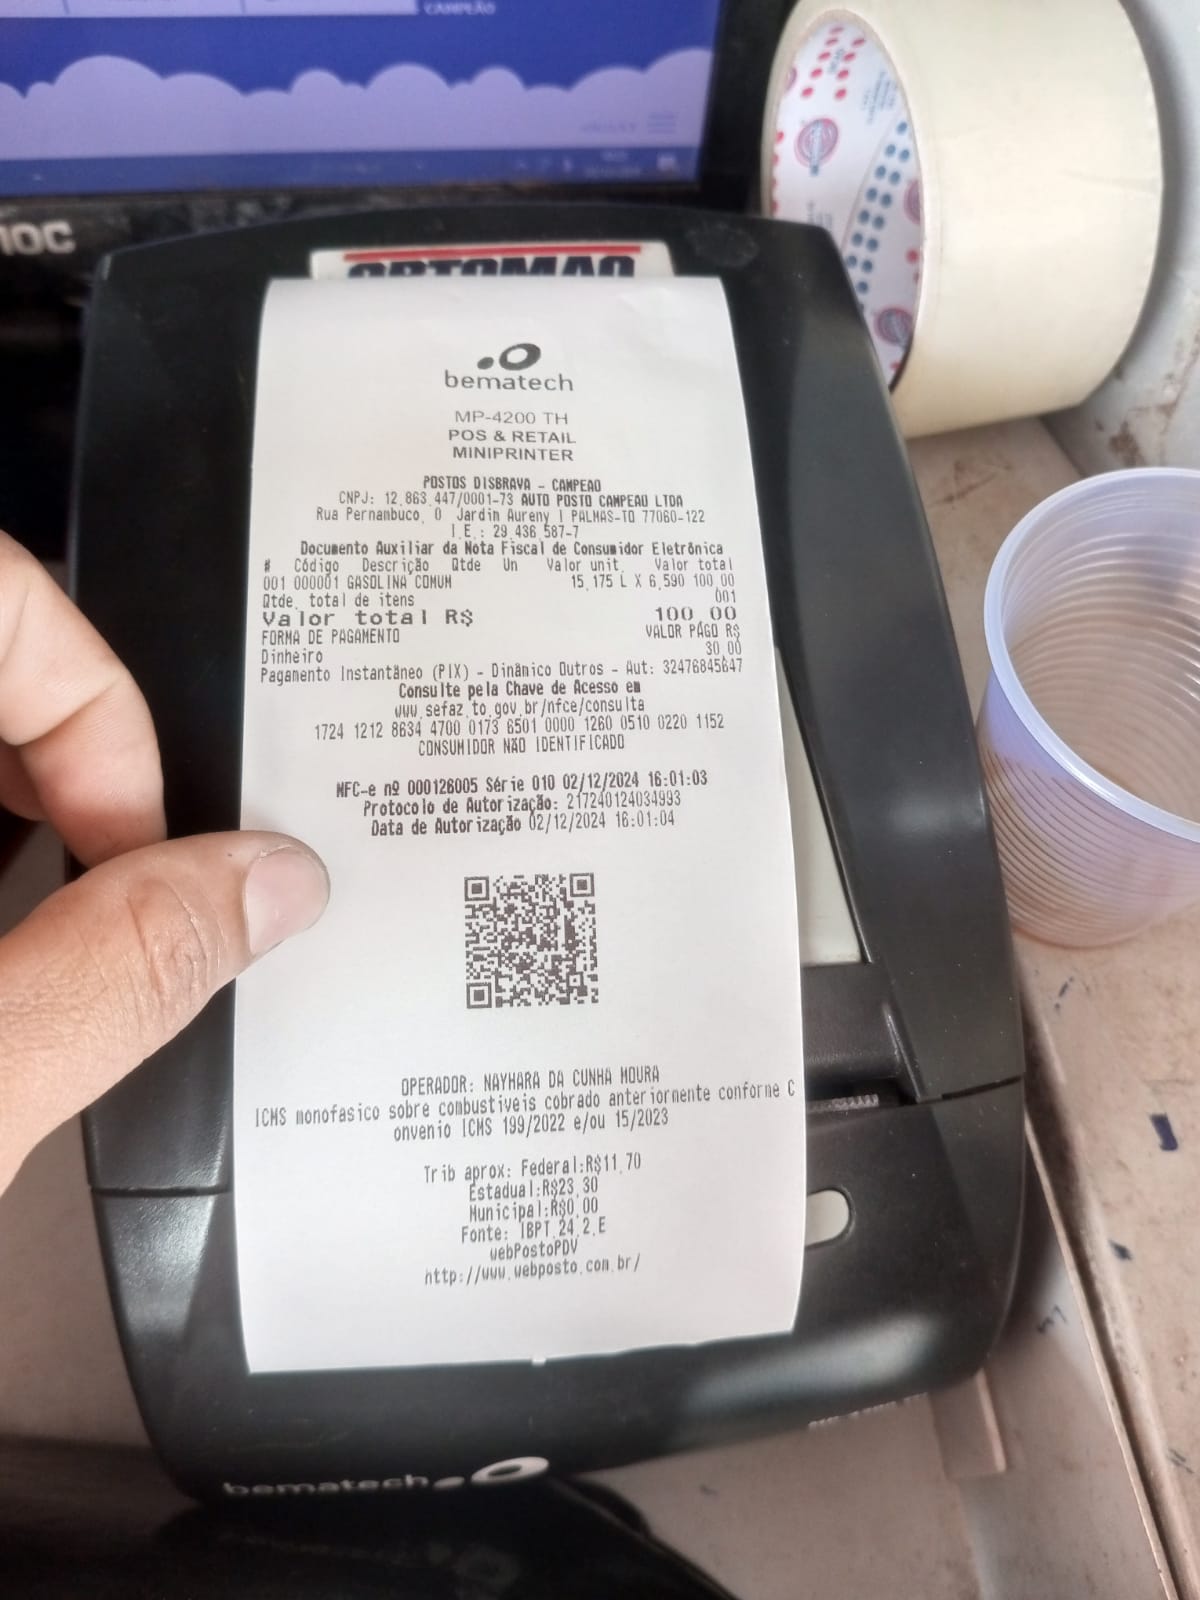 CAMPEÃO
10C
ORTOMAQ
bematech
MP-4200 TH
POS & RETAIL
MINIPRINTER
POSTOS DISBRAVA - CAMPEAO
CNPJ: 12.863.447/0001-73 AUTO POSTO CAMPEAO LTDA
Rua Pernambuco, 0 Jardin Aureny I PALMAS-TO 77060-122
I.E.: 29.436.587-7
Documento Auxiliar da Nota Fiscal de Consumidor Eletrônica
# Código Descrição Qtde Un Valor unit. Valor total
001 000001 GASOLINA COMUM 15,175 L X 6,590 100,00
Qtde. total de itens 001
Valor total R$ 100,00
FORMA DE PAGAMENTO VALOR PAGO R$
Dinheiro 30,00
Pagamento Instantâneo (PIX) - Dinâmico Outros - Aut: 32476845647
Consulte pela Chave de Acesso em
www.sefaz.to.gov.br/nfce/consulta
1724 1212 8634 4700 0173 6501 0000 1260 0510 0220 1152
CONSUMIDOR NÃO IDENTIFICADO
NFC-e nº 000126005 Série 010 02/12/2024 16:01:03
Protocolo de Autorização: 217240124034993
Data de Autorização 02/12/2024 16:01:04
OPERADOR: NAYHARA DA CUNHA MOURA
ICMS monofasico sobre combustiveis cobrado anteriormente conforme C
onvenio ICMS 199/2022 e/ou 15/2023
Trib aprox: Federal:R$11,70
Estadual:R$23,30
Municipal:R$0,00
Fonte: IBPT 24.2.E
webPostoPDV
http://www.webposto.com.br/
bematech